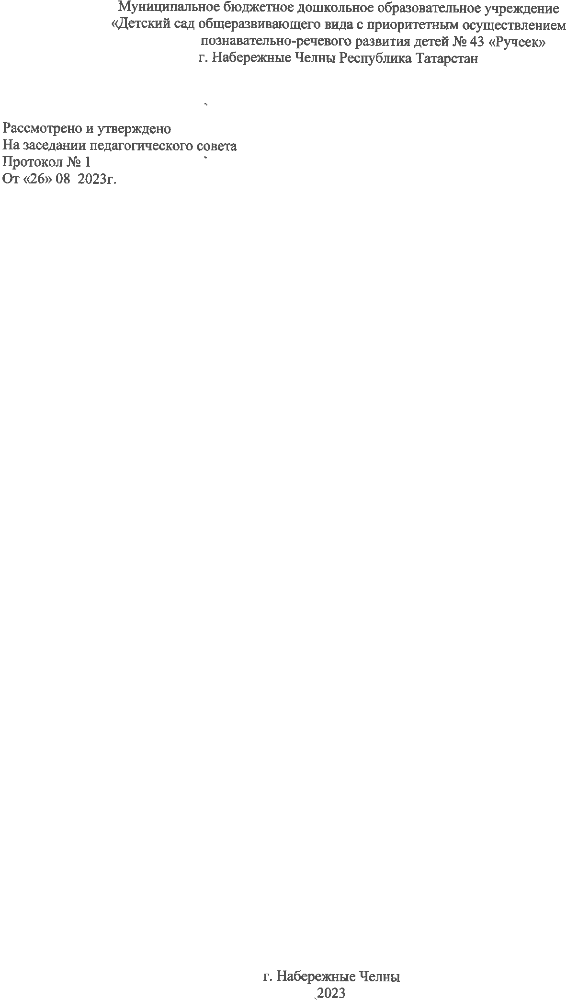 Муниципальное бюджетное дошкольное образовательное учреждение
«Детский сад общеразвивающего вида с приоритетным осуществлением
познавательно-речевого развития детей № 43 «Ручеек»
г. Набережные Челны Республика Татарстан
Рассмотрено и утверждено
На заседании педагогического совета
Протокол № 1
От «26» 08 2023г.
г. Набережные Челны
2023